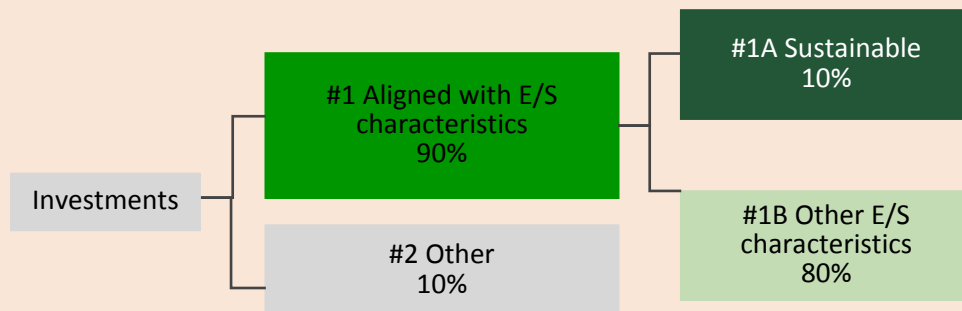 Investments
#1 Aligned with E/S
characteristics
90%
#2 Other
10%
#1A Sustainable
10%
#1B Other E/S
characteristics
80%